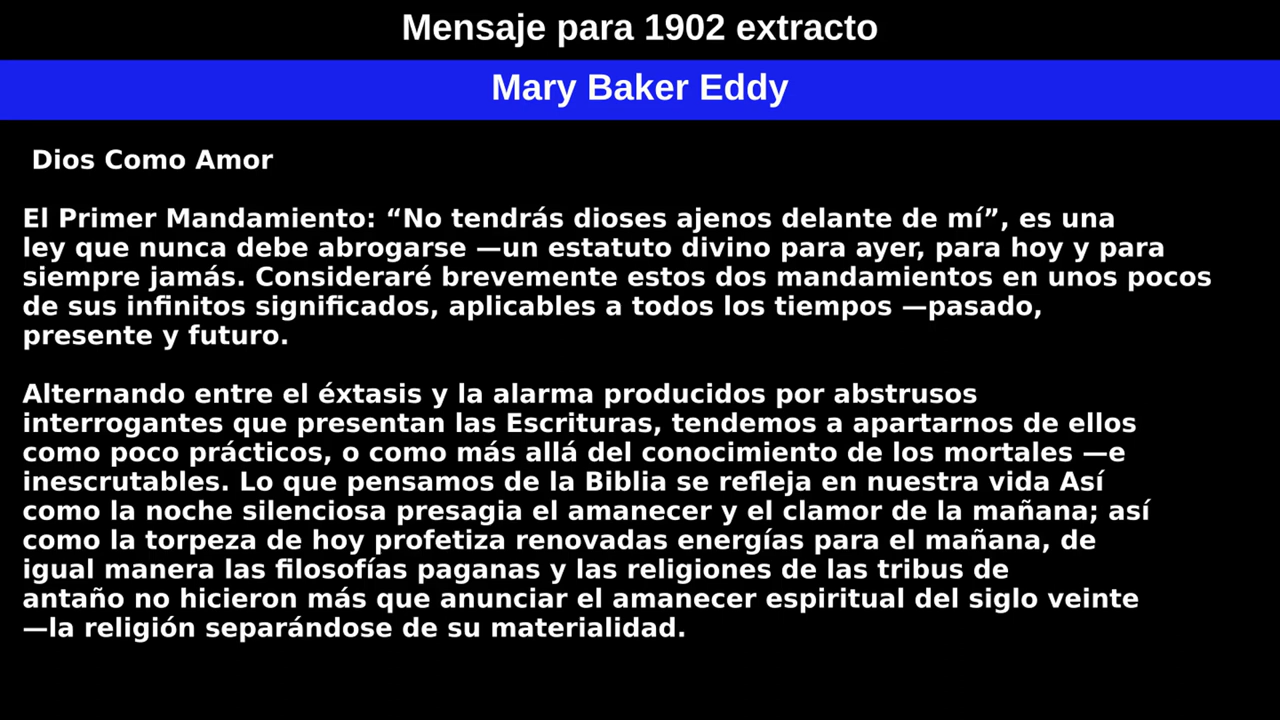 Mensaje para 1902 extracto
Mary Baker Eddy
Dios Como Amor
El Primer Mandamiento: “No tendrás dioses ajenos delante de mí”, es una
ley que nunca debe abrogarse —un estatuto divino para ayer, para hoy y para
siempre jamás. Consideraré brevemente estos dos mandamientos en unos pocos
de sus infinitos significados, aplicables a todos los tiempos —pasado,
presente y futuro.
Alternando entre el éxtasis y la alarma producidos por abstrusos
interrogantes que presentan las Escrituras, tendemos a apartarnos de ellos
como poco prácticos, o como más allá del conocimiento de los mortales —e
inescrutables. Lo que pensamos de la Biblia se refleja en nuestra vida Así
como la noche silenciosa presagia el amanecer y el clamor de la mañana; así
como la torpeza de hoy profetiza renovadas energías para el mañana, de
igual manera las filosofías paganas y las religiones de las tribus de
antaño no hicieron más que anunciar el amanecer espiritual del siglo veinte
—la religión separándose de su materialidad.